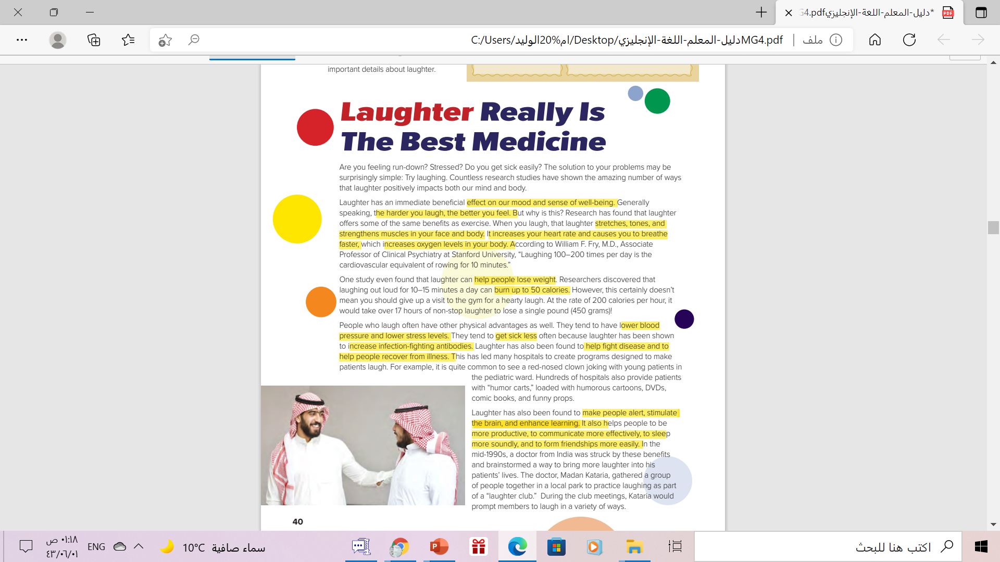 *دليل-المعلم-اللغة-الإنجليزيG4.pdf
C:/Users/ام%20الوليد/Desktop/دليل-المعلم-اللغة-الإنجليزيMG4.pdf
ملف
important details about laughter.
Laughter Really Is
The Best Medicine
Are you feeling run-down? Stressed? Do you get sick easily? The solution to your problems may be
surprisingly simple: Try laughing. Countless research studies have shown the amazing number of ways
that laughter positively impacts both our mind and body.
Laughter has an immediate beneficial effect on our mood and sense of well-being. Generally
speaking, the harder you laugh, the better you feel. But why is this? Research has found that laughter
offers some of the same benefits as exercise. When you laugh, that laughter stretches, tones, and
strengthens muscles in your face and body. It increases your heart rate and causes you to breathe
faster, which increases oxygen levels in your body. According to William F. Fry, M.D., Associate
Professor of Clinical Psychiatry at Stanford University, “Laughing 100–200 times per day is the
cardiovascular equivalent of rowing for 10 minutes.”
One study even found that laughter can help people lose weight. Researchers discovered that
laughing out loud for 10–15 minutes a day can burn up to 50 calories. However, this certainly doesn’t
mean you should give up a visit to the gym for a hearty laugh. At the rate of 200 calories per hour, it
would take over 17 hours of non-stop laughter to lose a single pound (450 grams)!
People who laugh often have other physical advantages as well. They tend to have lower blood
pressure and lower stress levels. They tend to get sick less often because laughter has been shown
to increase infection-fighting antibodies. Laughter has also been found to help fight disease and to
help people recover from illness. This has led many hospitals to create programs designed to make
patients laugh. For example, it is quite common to see a red-nosed clown joking with young patients in
the pediatric ward. Hundreds of hospitals also provide patients
with “humor carts,” loaded with humorous cartoons, DVDs,
comic books, and funny props.
Laughter has also been found to make people alert, stimulate
the brain, and enhance learning. It also helps people to be
more productive, to communicate more effectively, to sleep
more soundly, and to form friendships more easily. In the
mid-1990s, a doctor from India was struck by these benefits
and brainstormed a way to bring more laughter into his
patients’ lives. The doctor, Madan Kataria, gathered a group
of people together in a local park to practice laughing as part
of a “laughter club.” During the club meetings, Kataria would
prompt members to laugh in a variety of ways.
40
٠١:١٨ ص
٤٣/٠٦/٠١
ENG
10°C سماء صافية
اكتب هنا للبحث